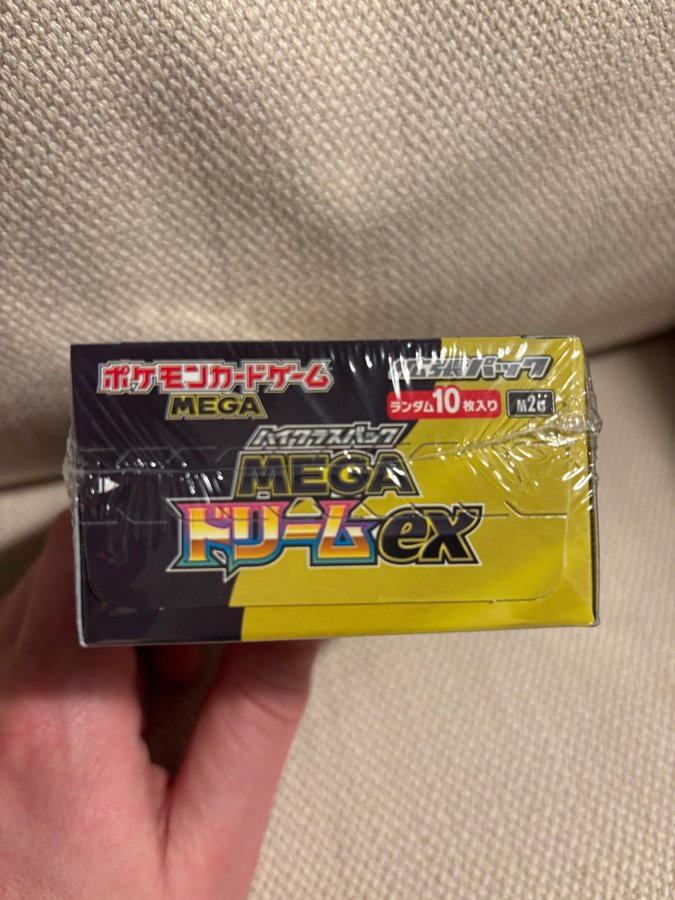 ポケモンカードゲーム
MEGA
拡張パック
ランダム10枚入り
M2a
ハイクラスパック
MEGA
ドリームex